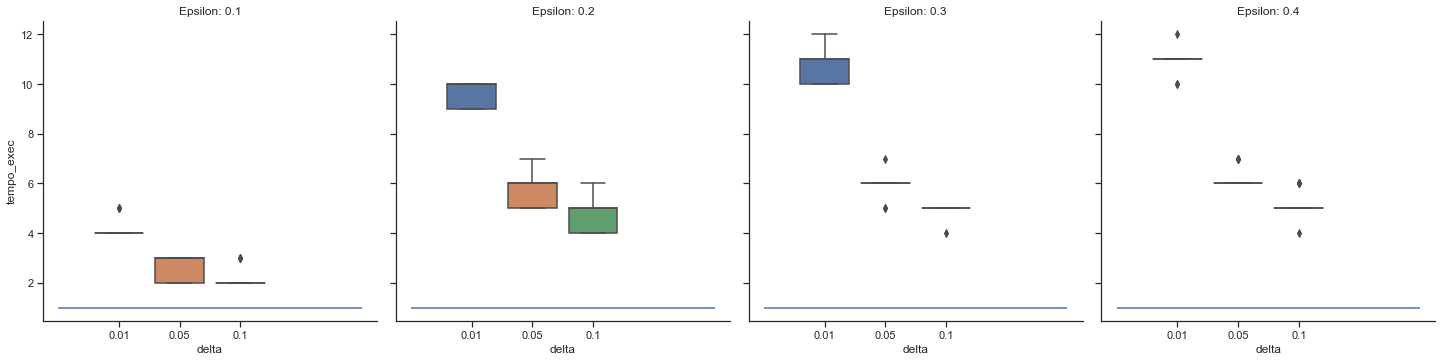 Epsilon: 0.1
Epsilon: 0.2
Epsilon: 0.3
Epsilon: 0.4
tempo_exec
12
10
8
6
4
2
0.01 0.05 0.1
delta
0.01 0.05 0.1
delta
0.01 0.05 0.1
delta
0.01 0.05 0.1
delta